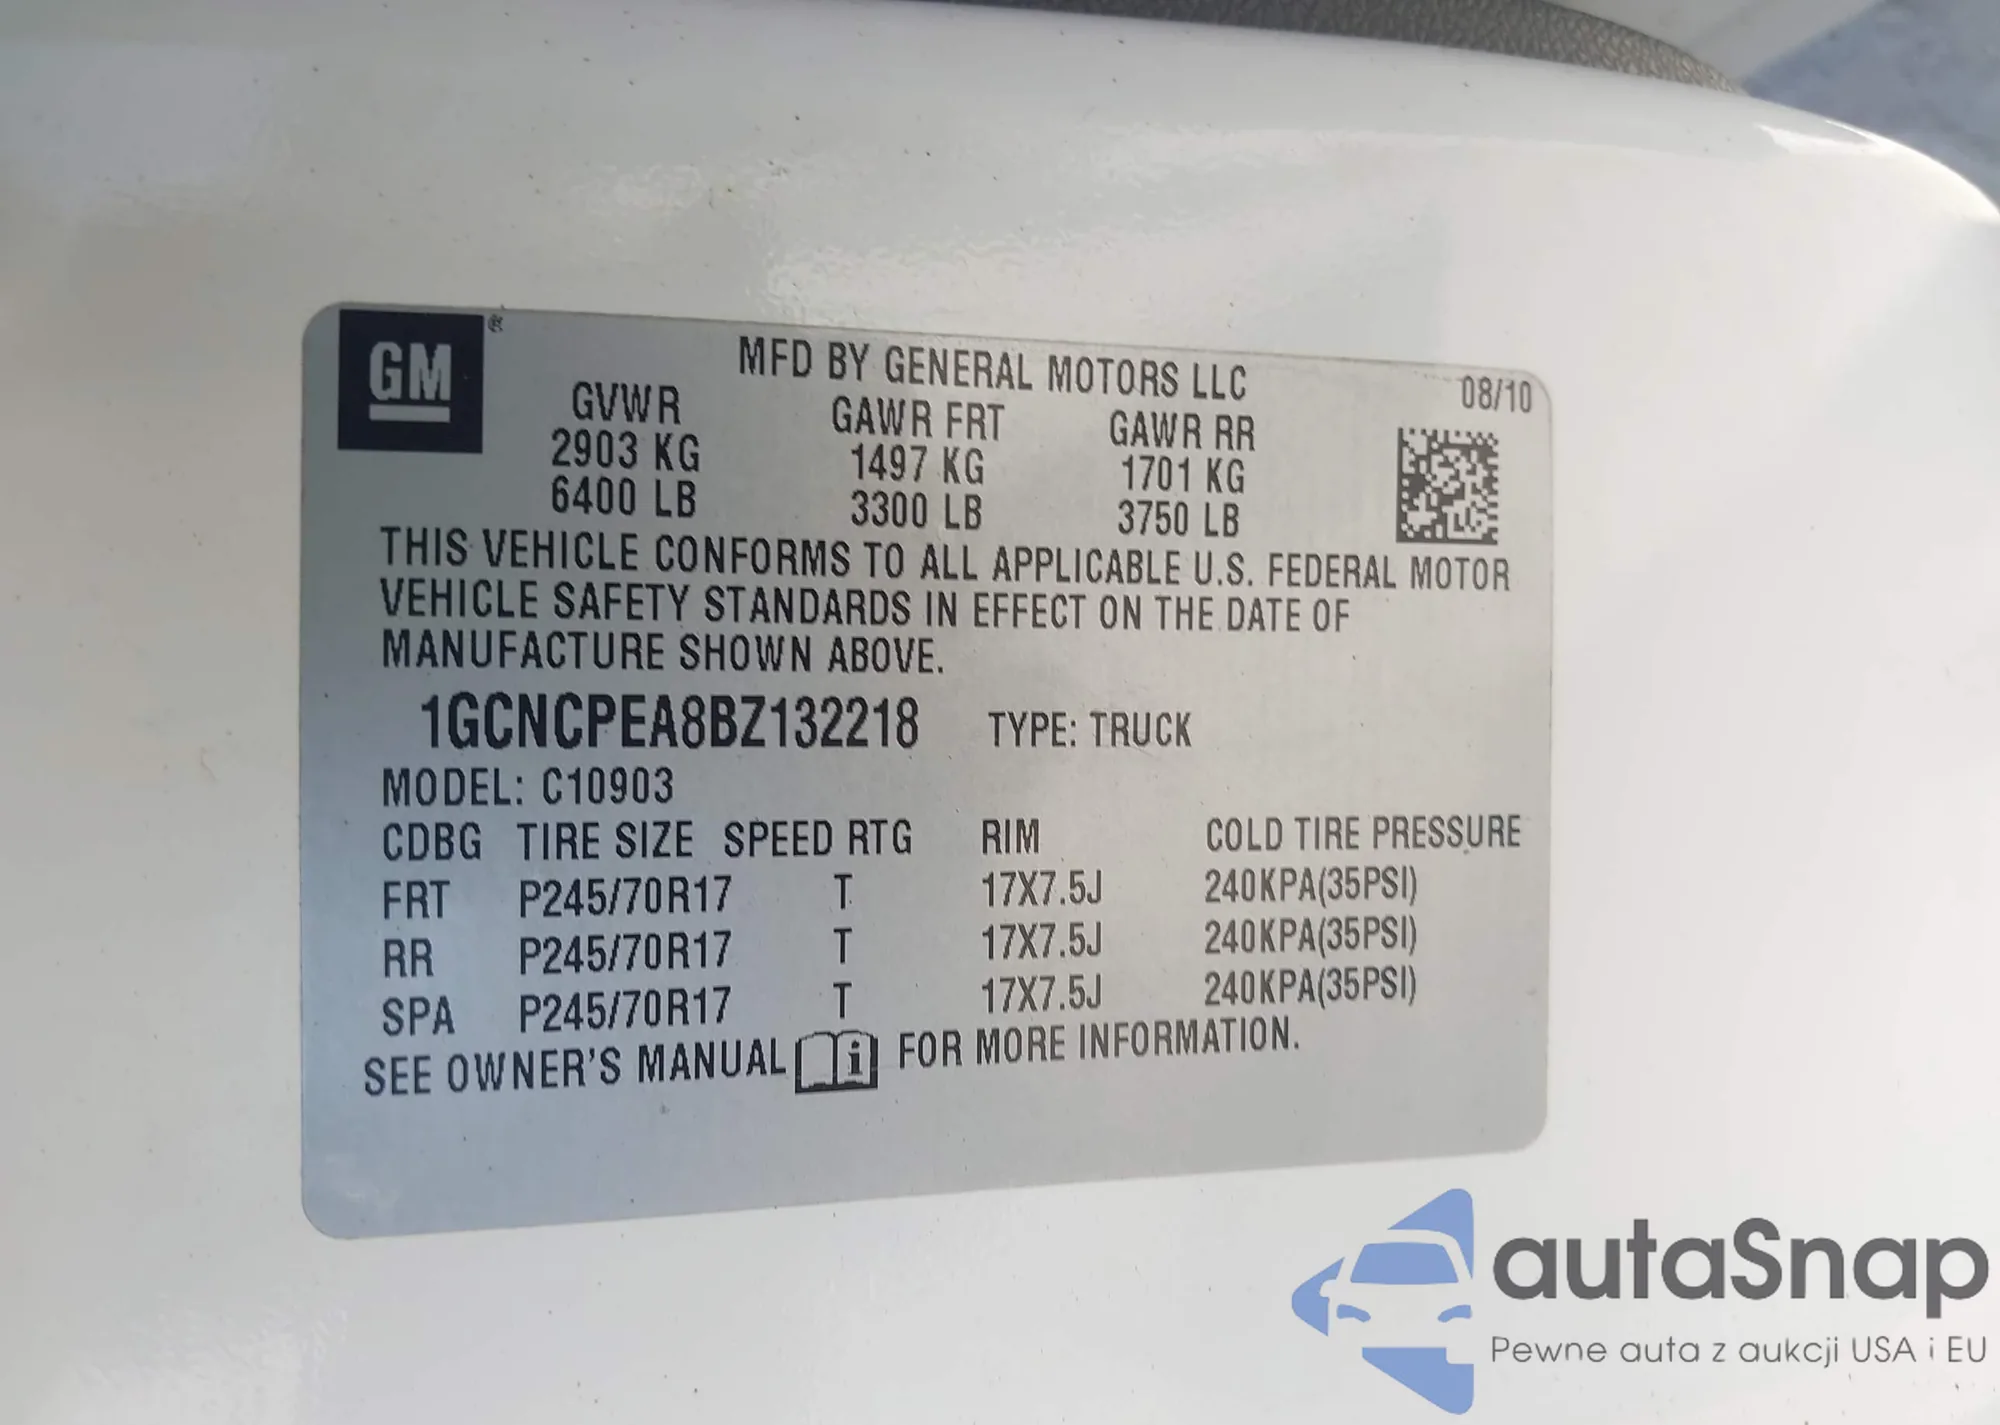 GM®
MFD BY GENERAL MOTORS LLC
08/10
GVWR GAWR FRT GAWR RR
2903 KG 1497 KG 1701 KG
6400 LB 3300 LB 3750 LB
THIS VEHICLE CONFORMS TO ALL APPLICABLE U.S. FEDERAL MOTOR
VEHICLE SAFETY STANDARDS IN EFFECT ON THE DATE OF
MANUFACTURE SHOWN ABOVE.
1GCNCPEA8BZ132218 TYPE: TRUCK
MODEL: C10903
CDBG TIRE SIZE SPEED RTG RIM COLD TIRE PRESSURE
FRT P245/70R17 T 17X7.5J 240KPA(35PSI)
RR P245/70R17 T 17X7.5J 240KPA(35PSI)
SPA P245/70R17 T 17X7.5J 240KPA(35PSI)
SEE OWNER'S MANUAL i FOR MORE INFORMATION.
autaSnap
Pewne auta z aukcji USA i EU